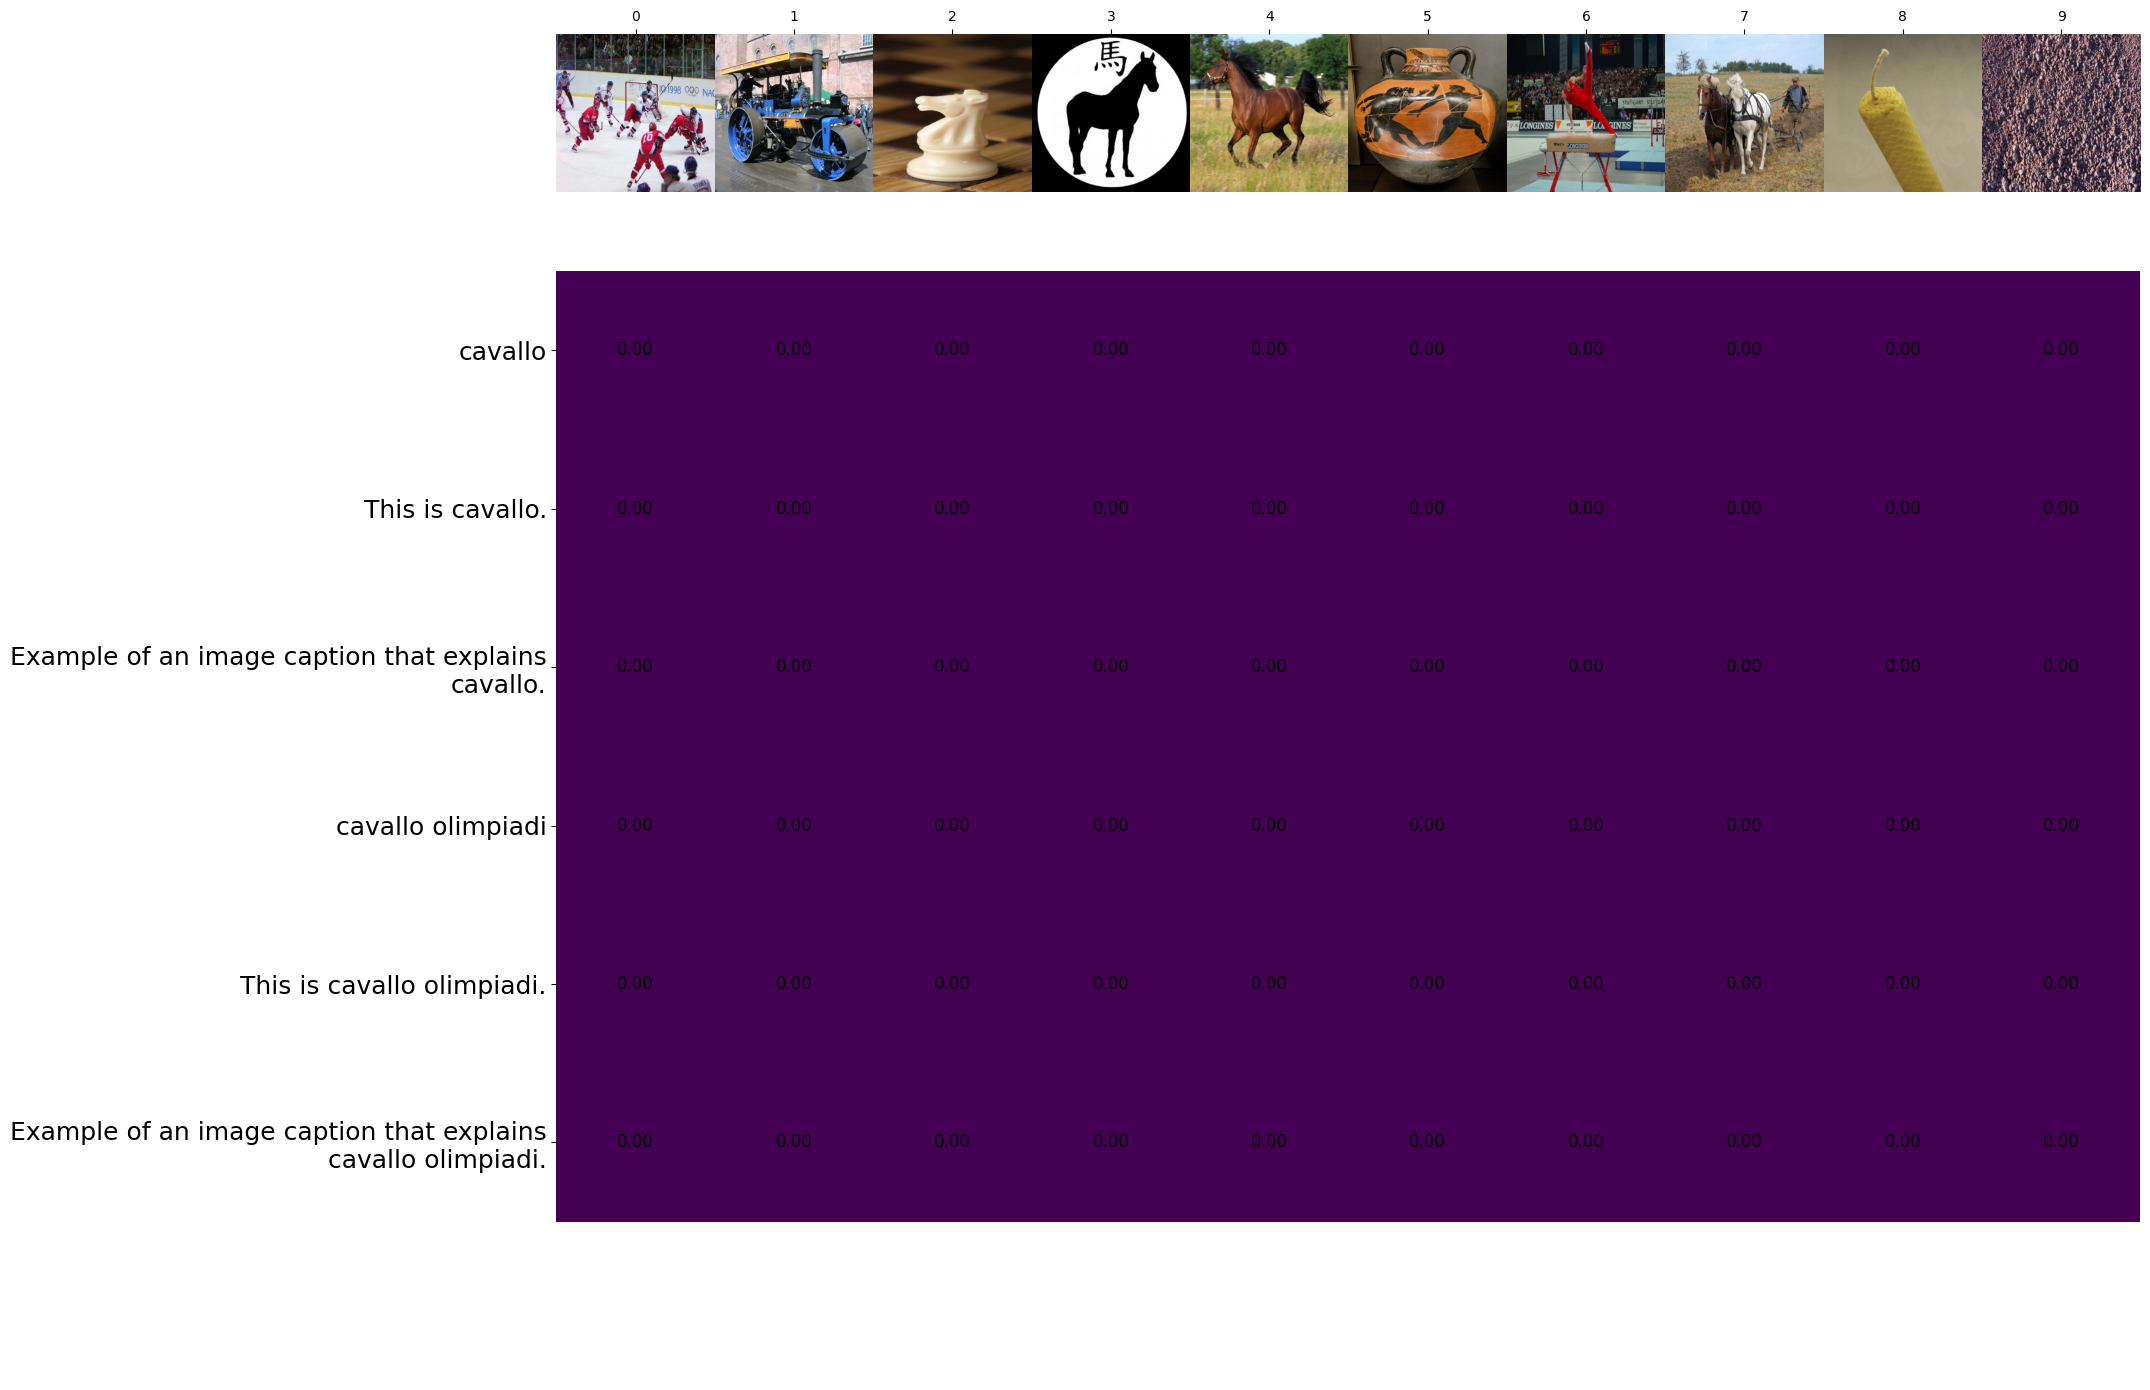 0 1 2 3 4 5 6 7 8 9
1998 NAG
馬
LONGINES LONGINES
cavallo 0.00 0.00 0.00 0.00 0.00 0.00 0.00 0.00 0.00 0.00
This is cavallo. 0.00 0.00 0.00 0.00 0.00 0.00 0.00 0.00 0.00 0.00
Example of an image caption that explains
cavallo. 0.00 0.00 0.00 0.00 0.00 0.00 0.00 0.00 0.00 0.00
cavallo olimpiadi 0.00 0.00 0.00 0.00 0.00 0.00 0.00 0.00 0.00 0.00
This is cavallo olimpiadi. 0.00 0.00 0.00 0.00 0.00 0.00 0.00 0.00 0.00 0.00
Example of an image caption that explains
cavallo olimpiadi. 0.00 0.00 0.00 0.00 0.00 0.00 0.00 0.00 0.00 0.00